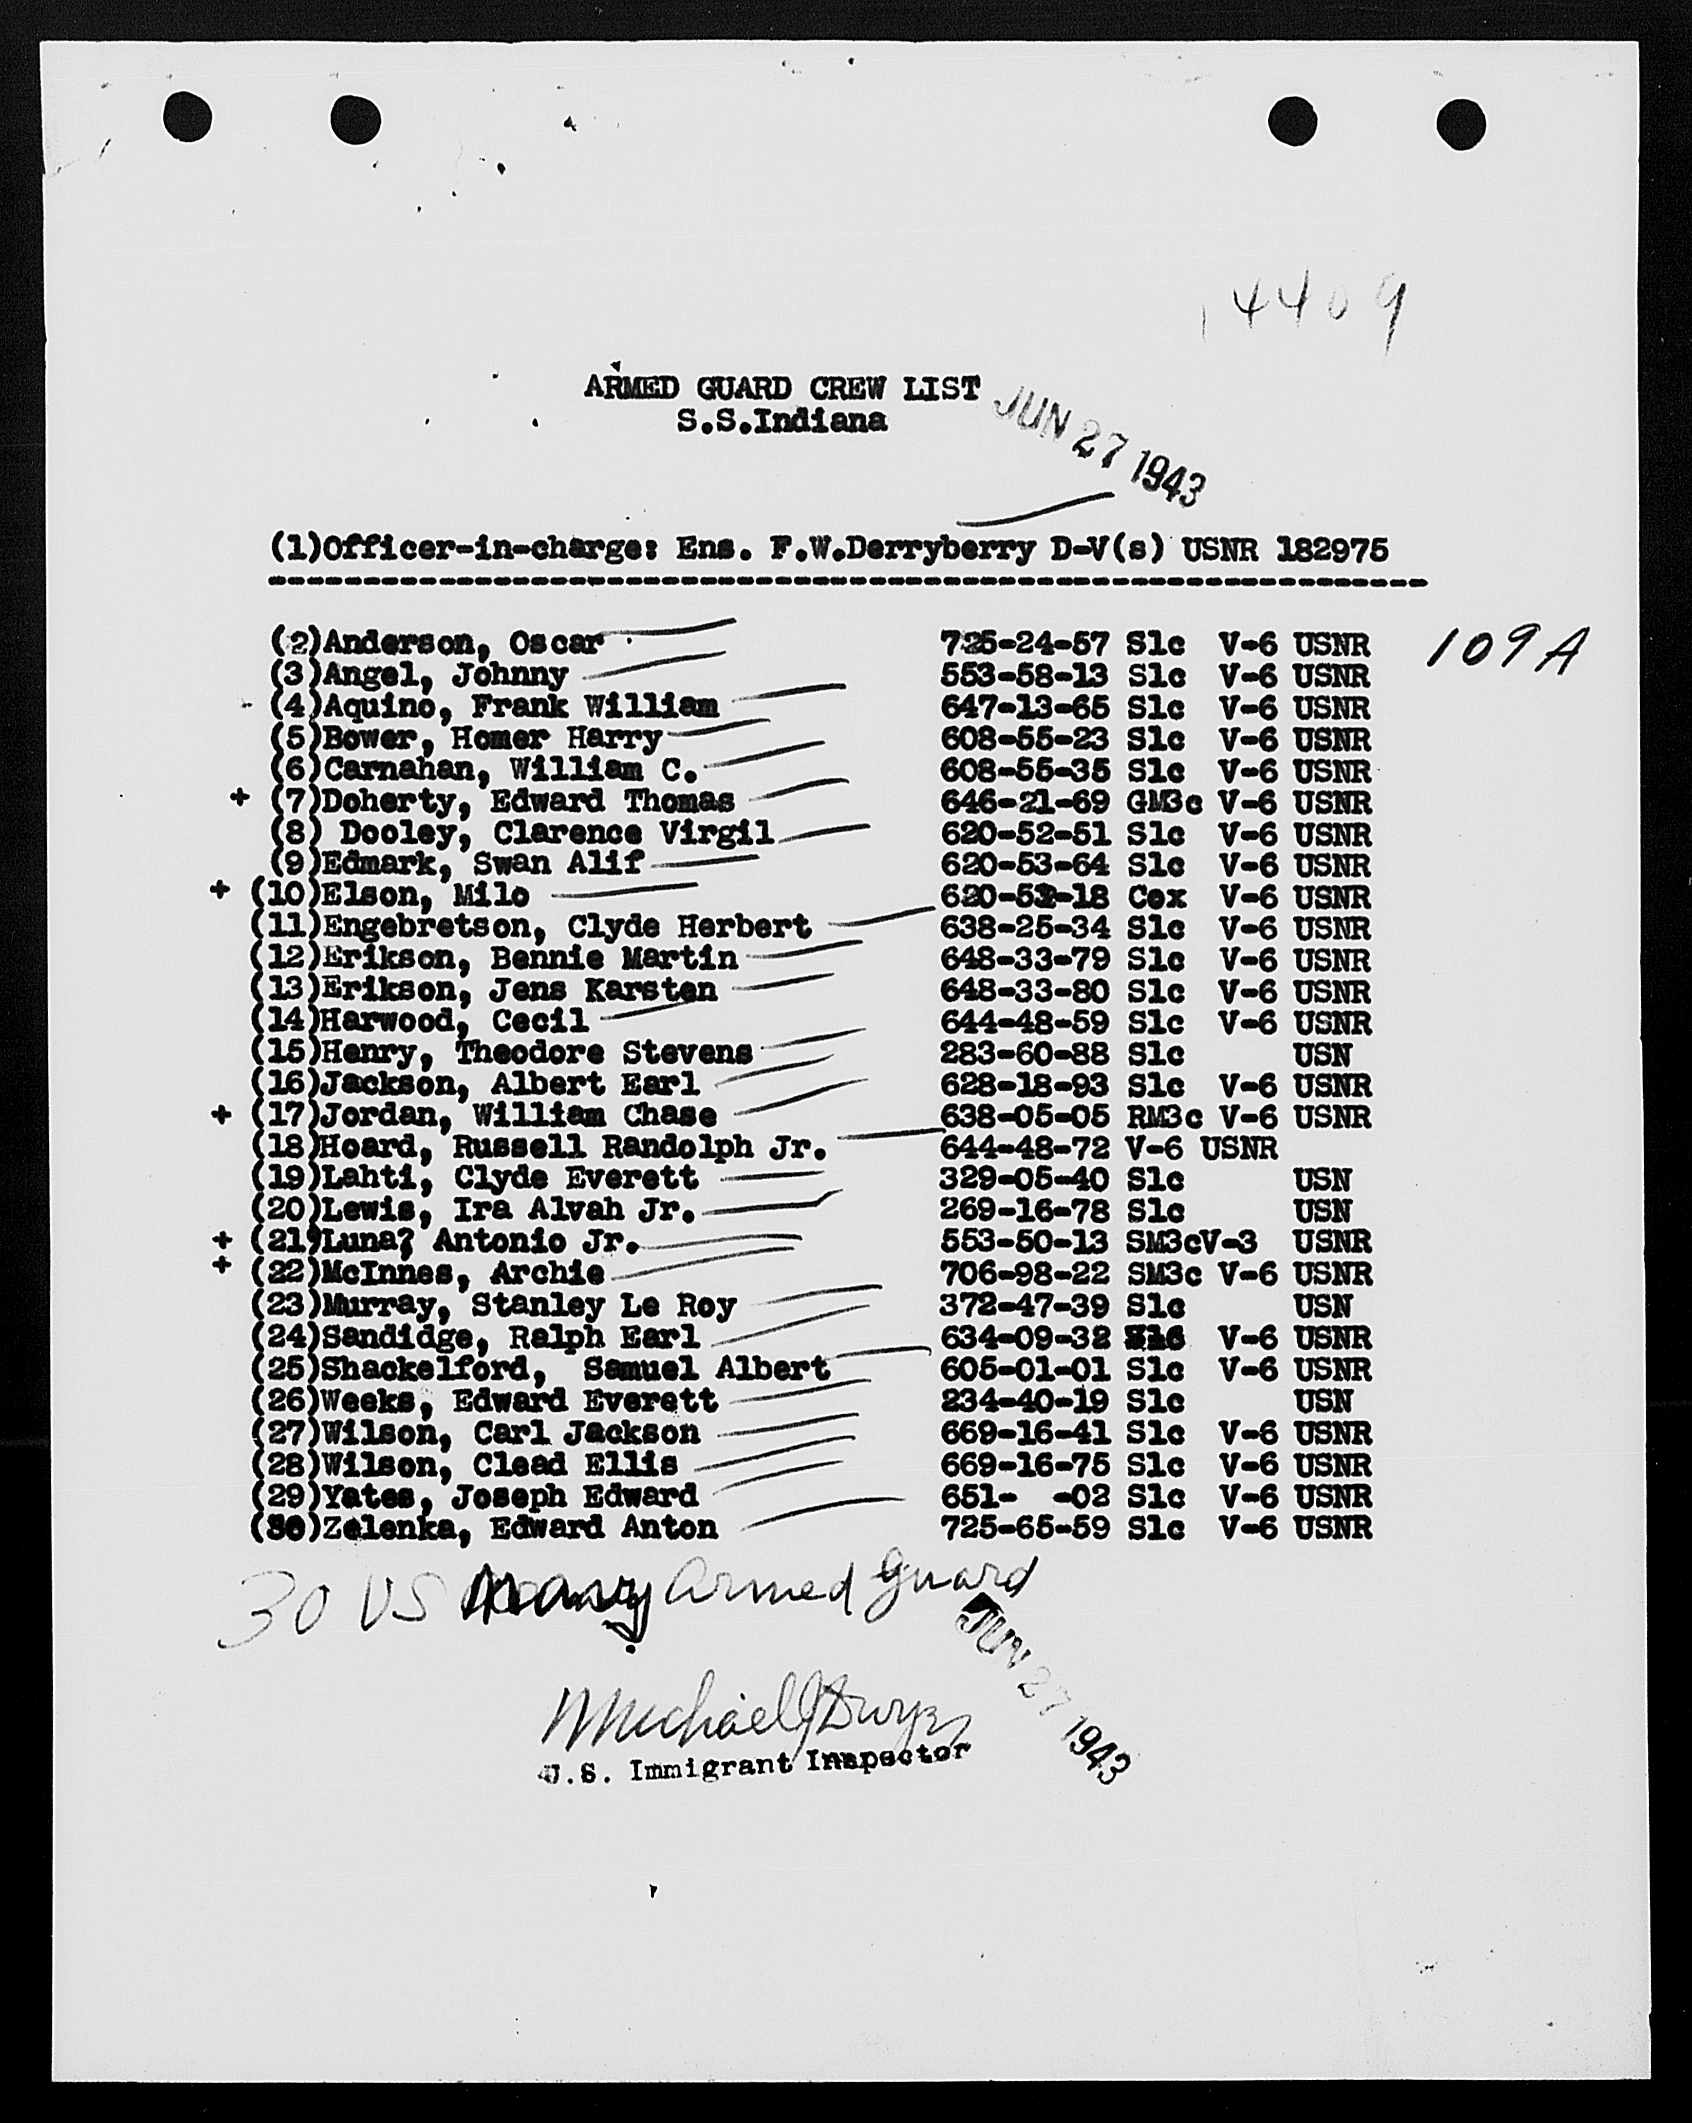 14409
ARMED GUARD CREW LIST
S.S.Indiana
JUN 27 1943
(1)Officer-in-charge: Ens. F.W.Derryberry D-V(s) USNR 182975
(2)Anderson, Oscar 725-24-57 S1c V-6 USNR 109A
(3)Angel, Johnny 553-58-13 S1c V-6 USNR
(4)Aquino, Frank William 647-13-65 S1c V-6 USNR
(5)Bower, Homer Harry 608-55-23 S1c V-6 USNR
(6)Carnahan, William C. 608-55-35 S1c V-6 USNR
+ (7)Doherty, Edward Thomas 646-21-69 GM3c V-6 USNR
(8) Dooley, Clarence Virgil 620-52-51 S1c V-6 USNR
(9)Edmark, Swan Alif 620-53-64 S1c V-6 USNR
+ (10)Elson, Milo 620-52-18 Cox V-6 USNR
(11)Engebretson, Clyde Herbert 638-25-34 S1c V-6 USNR
(12)Erikson, Bennie Martin 648-33-79 S1c V-6 USNR
(13)Erikson, Jens Karsten 648-33-80 S1c V-6 USNR
(14)Harwood, Cecil 644-48-59 S1c V-6 USNR
(15)Henry, Theodore Stevens 283-60-88 S1c USN
(16)Jackson, Albert Earl 628-18-93 S1c V-6 USNR
+ (17)Jordan, William Chase 638-05-05 RM3c V-6 USNR
(18)Hoard, Russell Randolph Jr. 644-48-72 V-6 USNR
(19)Lahti, Clyde Everett 329-05-40 S1c USN
(20)Lewis, Ira Alvah Jr. 269-16-78 S1c USN
+ (21)Luna, Antonio Jr. 553-50-13 SM3cV-3 USNR
+ (22)McInnes, Archie 706-98-22 SM3c V-6 USNR
(23)Murray, Stanley Le Roy 372-47-39 S1c USN
(24)Sandidge, Ralph Earl 634-09-32 S1c V-6 USNR
(25)Shackelford, Samuel Albert 605-01-01 S1c V-6 USNR
(26)Weeks, Edward Everett 234-40-19 S1c USN
(27)Wilson, Carl Jackson 669-16-41 S1c V-6 USNR
(28)Wilson, Clead Ellis 669-16-75 S1c V-6 USNR
(29)Yates, Joseph Edward 651- -02 S1c V-6 USNR
(30)Zelenka, Edward Anton 725-65-59 S1c V-6 USNR
30 US Navy Armed Guard
JUN 27 1943
Michael J Dwyer
U.S. Immigrant Inspector